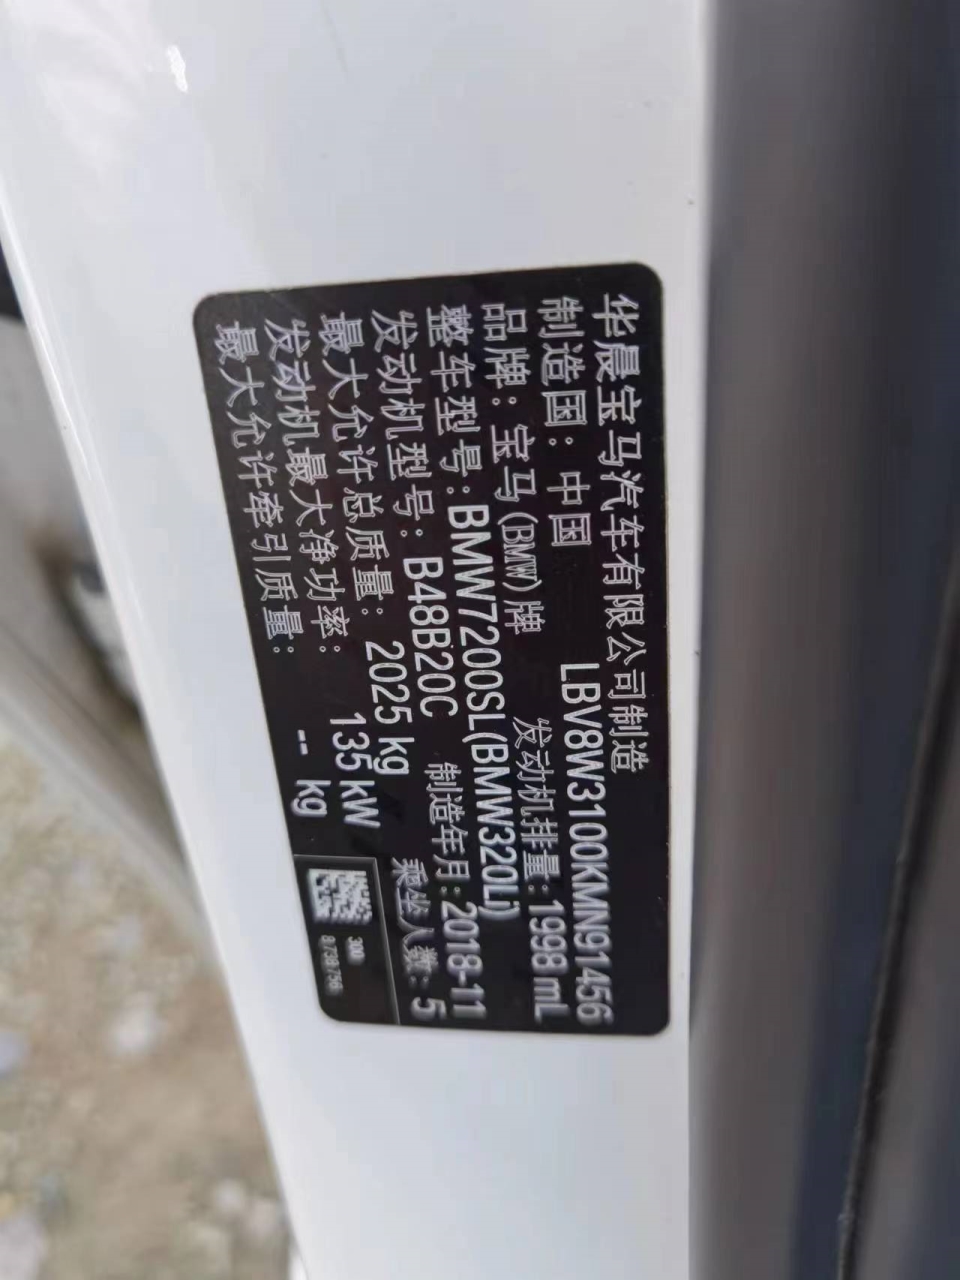 华晨宝马汽车有限公司制造
制造国：中国 LBV8W3100KMN91456
品牌：宝马(BMW)牌 发动机排量：1998 mL
整车型号：BMW7200SL(BMW320Li)
发动机型号：B48B20C 制造年月：2018-11
最大允许总质量：2025 kg 乘坐人数：5
发动机最大净功率：135 kW
最大允许牵引质量：-- kg
300
8738756